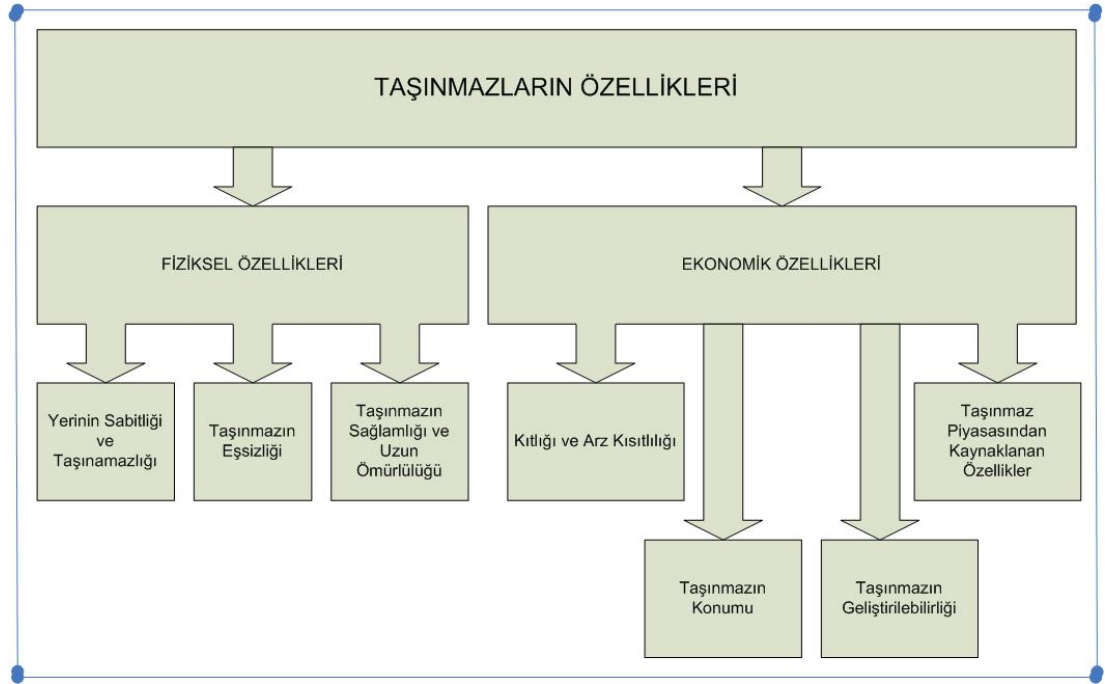 TAŞINMAZLARIN ÖZELLİKLERİ
FİZİKSEL ÖZELLİKLERİ
EKONOMİK ÖZELLİKLERİ
Yerinin Sabitliği
ve
Taşınamazlığı
Taşınmazın
Eşsizliği
Taşınmazın
Sağlamlığı ve
Uzun
Ömürlülüğü
Kıtlığı ve Arz Kısıtlılığı
Taşınmaz
Piyasasından
Kaynaklanan
Özellikler
Taşınmazın
Konumu
Taşınmazın
Geliştirilebilirliği